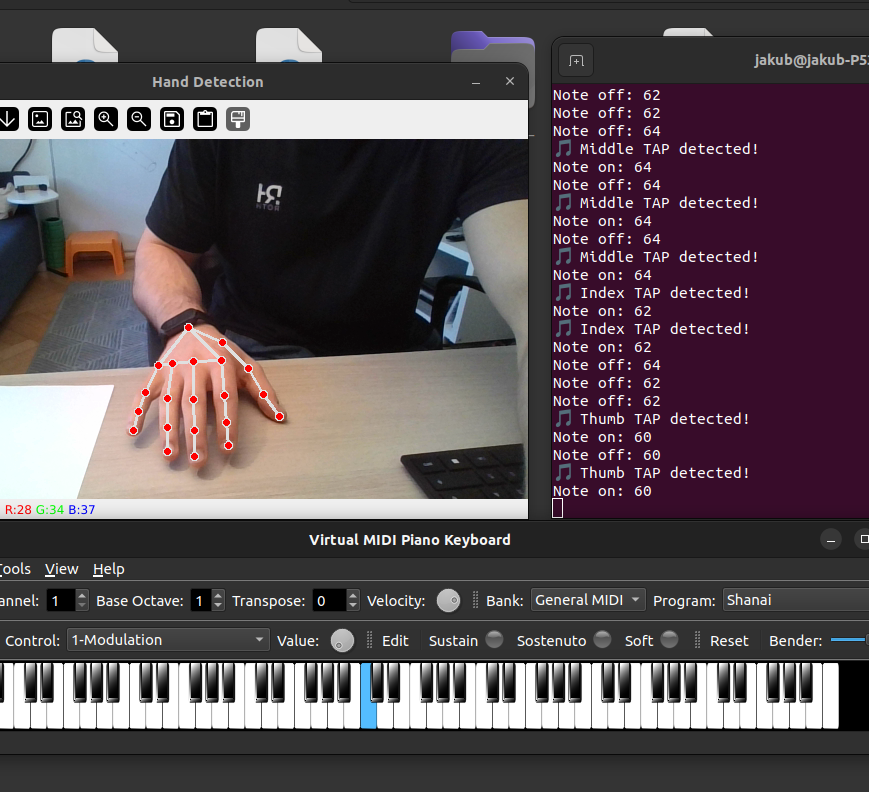 Hand Detection
jakub@jakub-P5
Note off: 62
Note off: 62
Note off: 64
🎵 Middle TAP detected!
Note on: 64
Note off: 64
🎵 Middle TAP detected!
Note on: 64
Note off: 64
🎵 Middle TAP detected!
Note on: 64
🎵 Index TAP detected!
Note on: 62
🎵 Index TAP detected!
Note on: 62
Note off: 64
Note off: 62
Note off: 62
🎵 Thumb TAP detected!
Note on: 60
Note off: 60
🎵 Thumb TAP detected!
Note on: 60
R:28 G:34 B:37
Virtual MIDI Piano Keyboard
Tools View Help
annel: 1 Base Octave: 1 Transpose: 0 Velocity: Bank: General MIDI Program: Shanai
Control: 1-Modulation Value: Edit Sustain Sostenuto Soft Reset Bender: